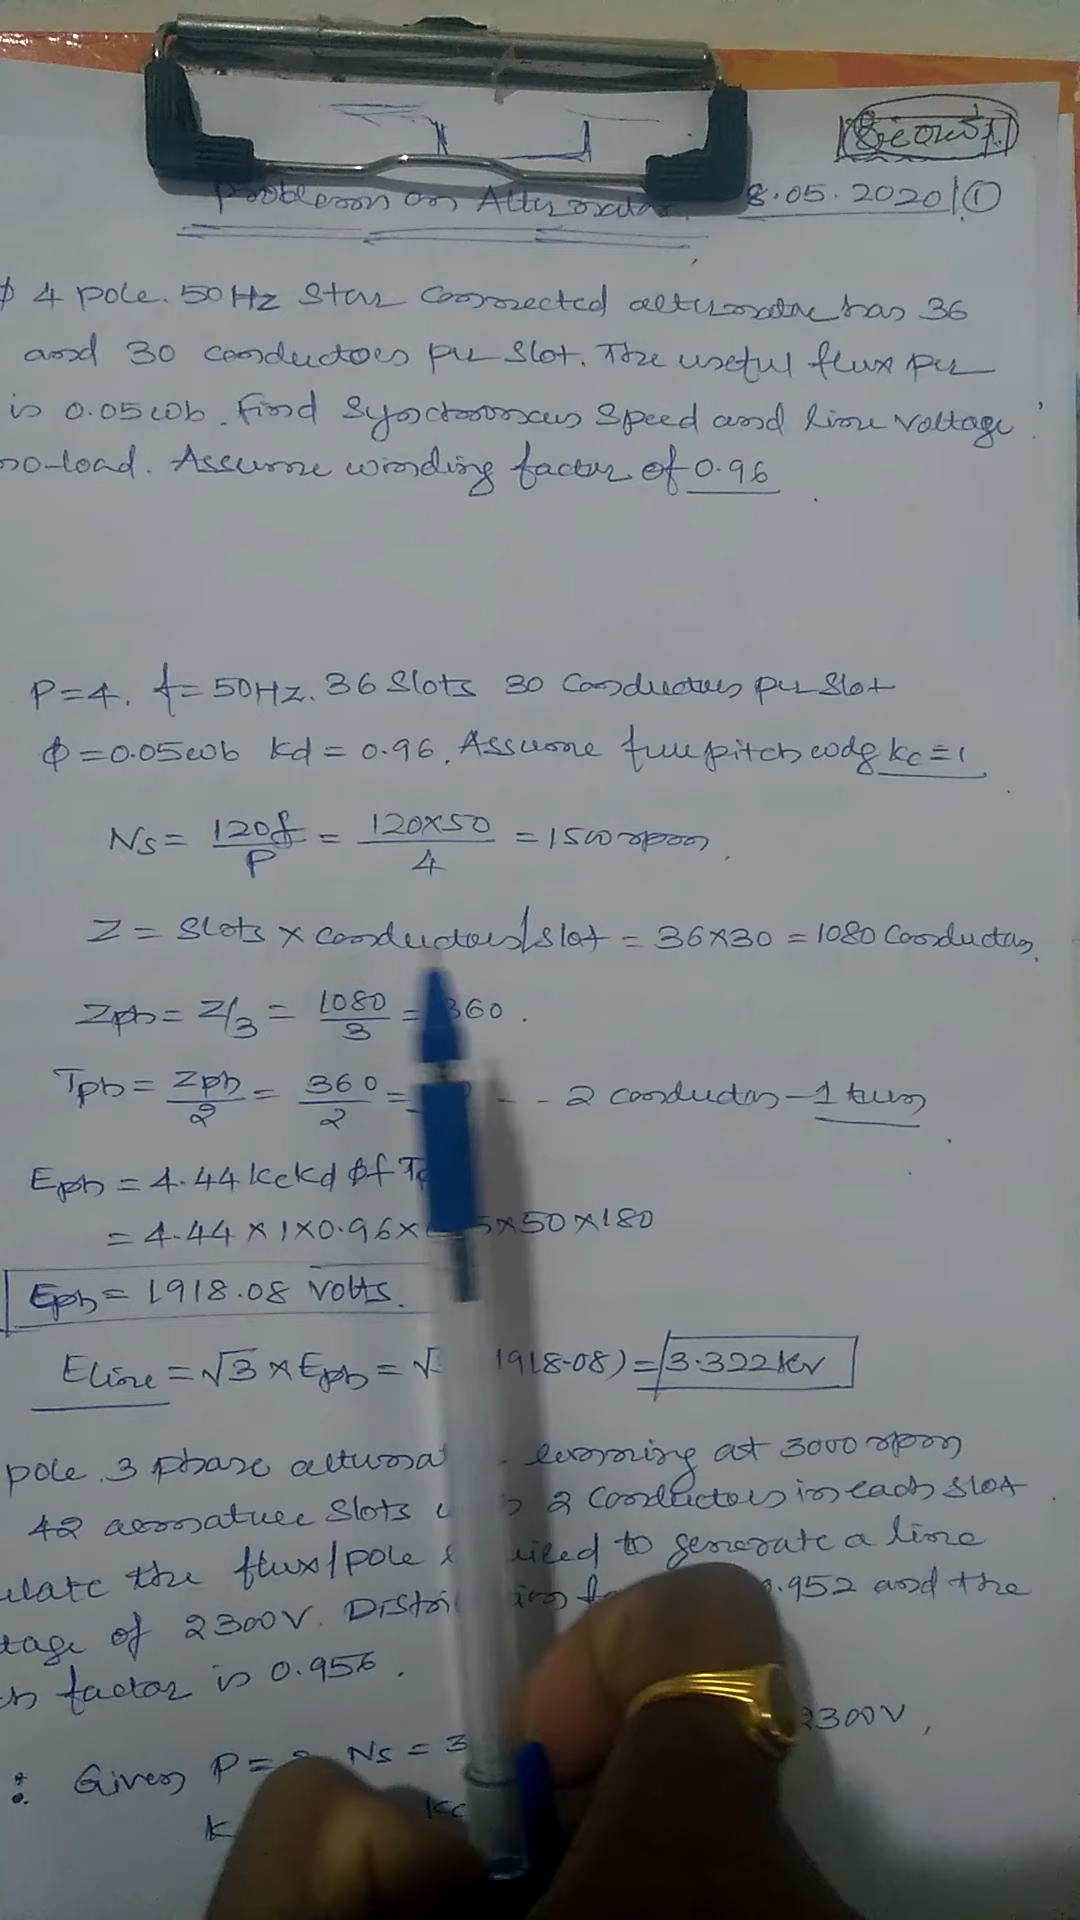 Problems on Alternator 8.05.2020/①
ϕ 4 pole. 50Hz Star connected alternator has 36
and 30 conductors per slot. The useful flux per
is 0.05wb. Find Synchronous Speed and line voltage
no-load. Assume winding factor of 0.96
P=4. f=50Hz. 36 Slots 30 Conductors per Slot
ϕ=0.05wb kd=0.96. Assume full pitch wdg kc=1
Ns = 120f/P = 120×50/4 = 1500rpm.
Z = Slots × conductors/slot = 36×30 = 1080 Conductors.
Zph = Z/3 = 1080/3 = 360.
Tph = Zph/2 = 360/2 = -- 2 conductors - 1 turn
Eph = 4.44 kc kd ϕ f T
= 4.44 × 1 × 0.96 × 5×50×180
Eph = 1918.08 volts.
Eline = √3 × Eph = √ 1918.08) = 3.322kv
pole 3 phase alterna running at 3000 rpm
42 armature slots 2 Conductors in each slot
ulate the flux/pole to generate a line
tage of 2300V. Distri .952 and the
ch factor is 0.956.
: Given P= Ns = 3 2300V,
k kc